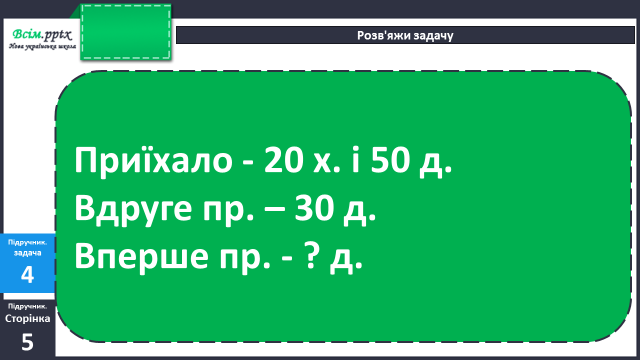 Всім.pptx
Нова українська школа
Розв'яжи задачу
Приїхало - 20 х. і 50 д.
Вдруге пр. – 30 д.
Вперше пр. - ? д.
Підручник.
задача
4
Підручник.
Сторінка
5